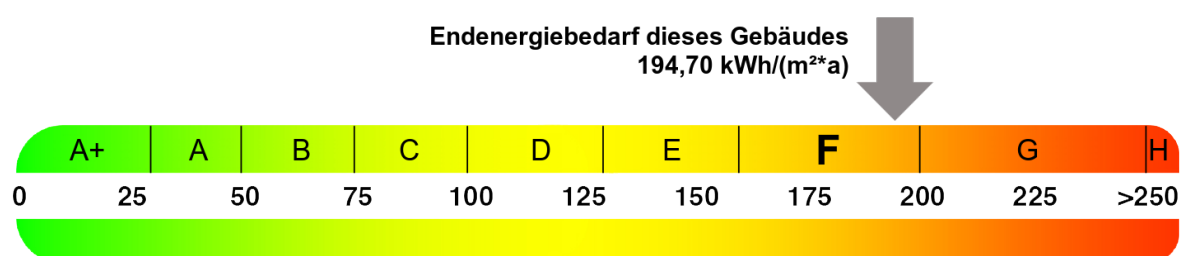 Endenergiebedarf dieses Gebäudes
194,70 kWh/(m²*a)
A+ A B C D E F G H
0 25 50 75 100 125 150 175 200 225 >250